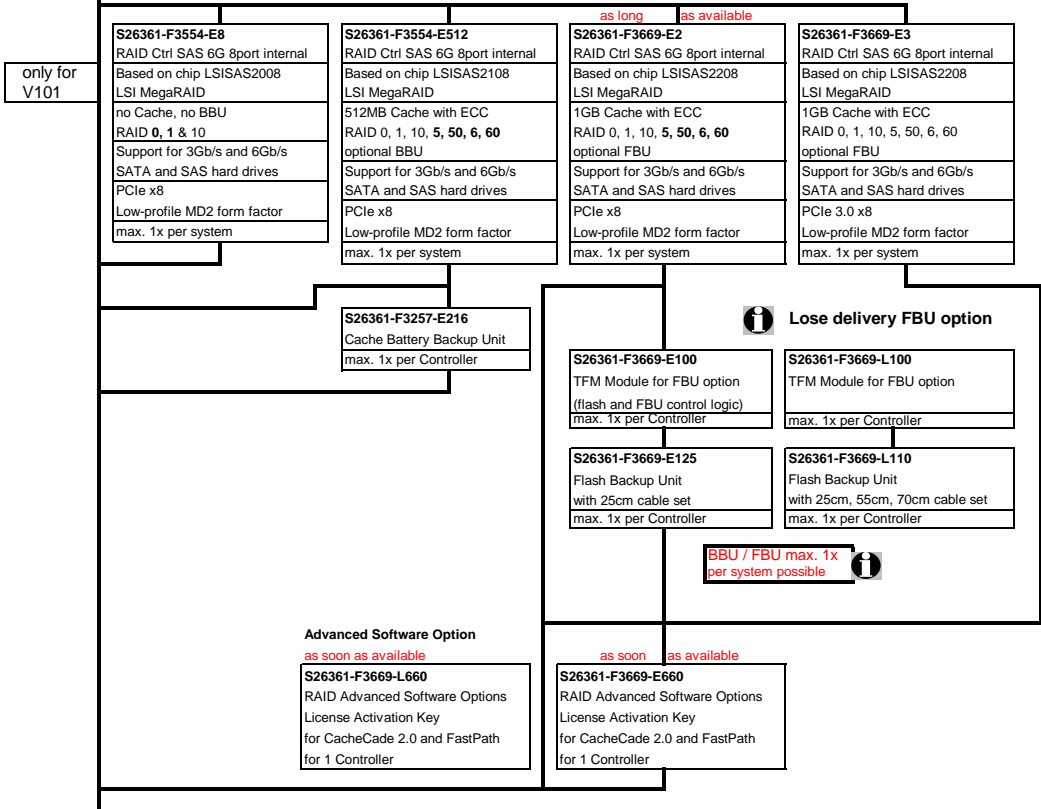 as long as available
only for
V101
S26361-F3554-E8
RAID Ctrl SAS 6G 8port internal
Based on chip LSISAS2008
LSI MegaRAID
no Cache, no BBU
RAID 0, 1 & 10
Support for 3Gb/s and 6Gb/s
SATA and SAS hard drives
PCIe x8
Low-profile MD2 form factor
max. 1x per system
S26361-F3554-E512
RAID Ctrl SAS 6G 8port internal
Based on chip LSISAS2108
LSI MegaRAID
512MB Cache with ECC
RAID 0, 1, 10, 5, 50, 6, 60
optional BBU
Support for 3Gb/s and 6Gb/s
SATA and SAS hard drives
PCIe x8
Low-profile MD2 form factor
max. 1x per system
S26361-F3669-E2
RAID Ctrl SAS 6G 8port internal
Based on chip LSISAS2208
LSI MegaRAID
1GB Cache with ECC
RAID 0, 1, 10, 5, 50, 6, 60
optional FBU
Support for 3Gb/s and 6Gb/s
SATA and SAS hard drives
PCIe x8
Low-profile MD2 form factor
max. 1x per system
S26361-F3669-E3
RAID Ctrl SAS 6G 8port internal
Based on chip LSISAS2208
LSI MegaRAID
1GB Cache with ECC
RAID 0, 1, 10, 5, 50, 6, 60
optional FBU
Support for 3Gb/s and 6Gb/s
SATA and SAS hard drives
PCIe 3.0 x8
Low-profile MD2 form factor
max. 1x per system
S26361-F3257-E216
Cache Battery Backup Unit
max. 1x per Controller
Lose delivery FBU option
S26361-F3669-E100
TFM Module for FBU option
(flash and FBU control logic)
max. 1x per Controller
S26361-F3669-L100
TFM Module for FBU option
max. 1x per Controller
S26361-F3669-E125
Flash Backup Unit
with 25cm cable set
max. 1x per Controller
S26361-F3669-L110
Flash Backup Unit
with 25cm, 55cm, 70cm cable set
max. 1x per Controller
BBU / FBU max. 1x
per system possible
Advanced Software Option
as soon as available
S26361-F3669-L660
RAID Advanced Software Options
License Activation Key
for CacheCade 2.0 and FastPath
for 1 Controller
as soon as available
S26361-F3669-E660
RAID Advanced Software Options
License Activation Key
for CacheCade 2.0 and FastPath
for 1 Controller